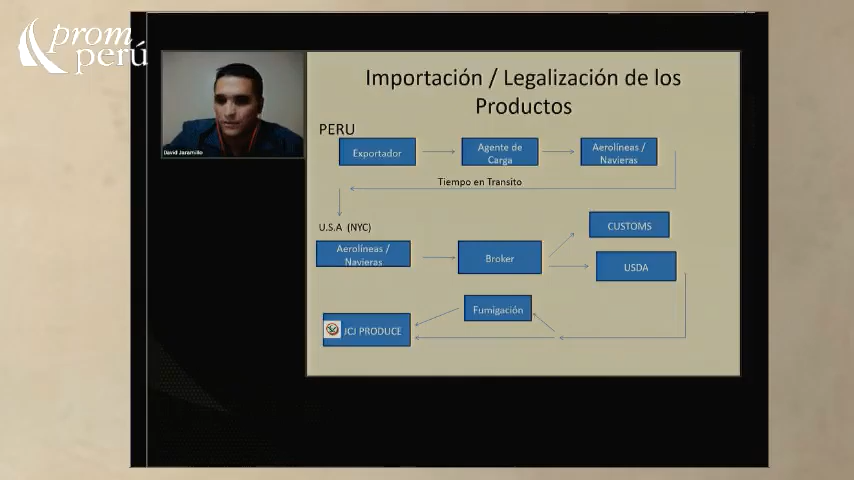 prom
perú
David Jaramillo
Importación / Legalización de los
Productos
PERU
Exportador
Agente de
Carga
Aerolíneas /
Navieras
Tiempo en Transito
U.S.A (NYC)
Aerolíneas /
Navieras
Broker
CUSTOMS
USDA
Fumigación
JCJ PRODUCE